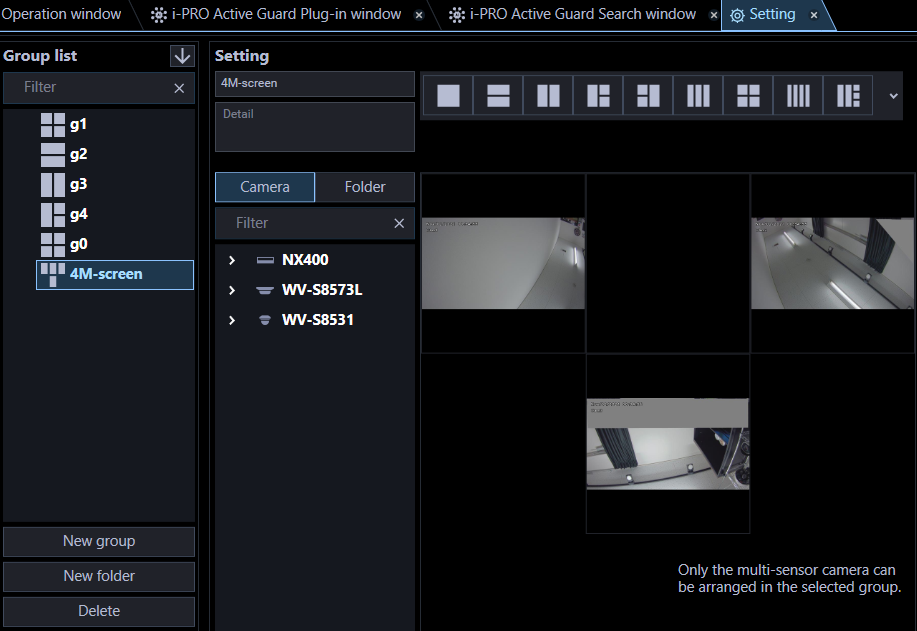 Operation window
i-PRO Active Guard Plug-in window
i-PRO Active Guard Search window
Setting
Group list
Filter
g1
g2
g3
g4
g0
4M-screen
New group
New folder
Delete
Setting
4M-screen
Detail
Camera
Folder
Filter
NX400
WV-S8573L
WV-S8531
Only the multi-sensor camera can
be arranged in the selected group.